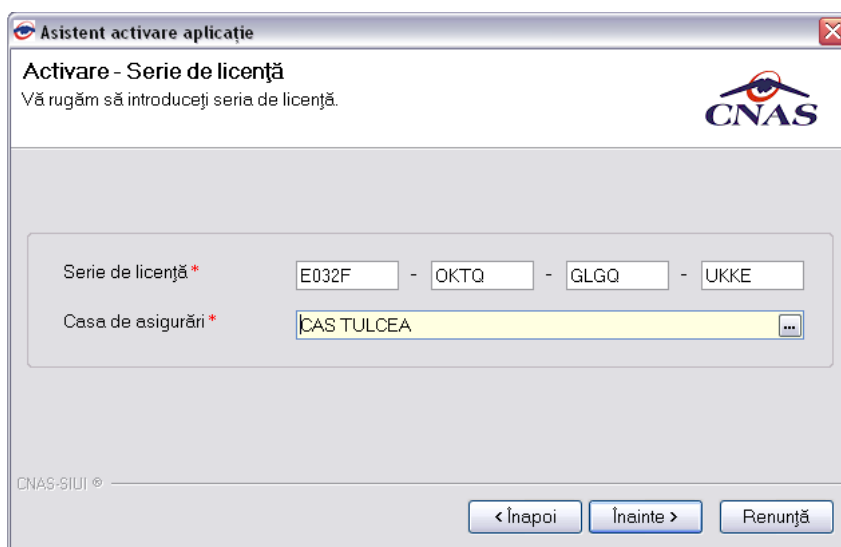 Asistent activare aplicație
Activare - Serie de licență
Vă rugăm să introduceți seria de licență.
CNAS
Serie de licență * E032F - OKTQ - GLGQ - UKKE
Casa de asigurări * CAS TULCEA ...
CNAS-SIUI ®
< Înapoi Înainte > Renunță